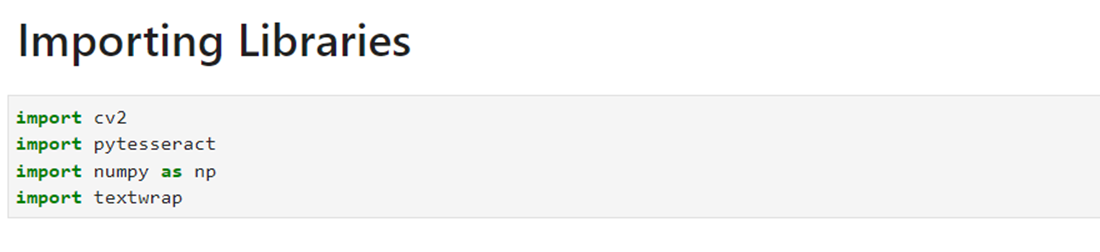 Importing Libraries
import cv2
import pytesseract
import numpy as np
import textwrap